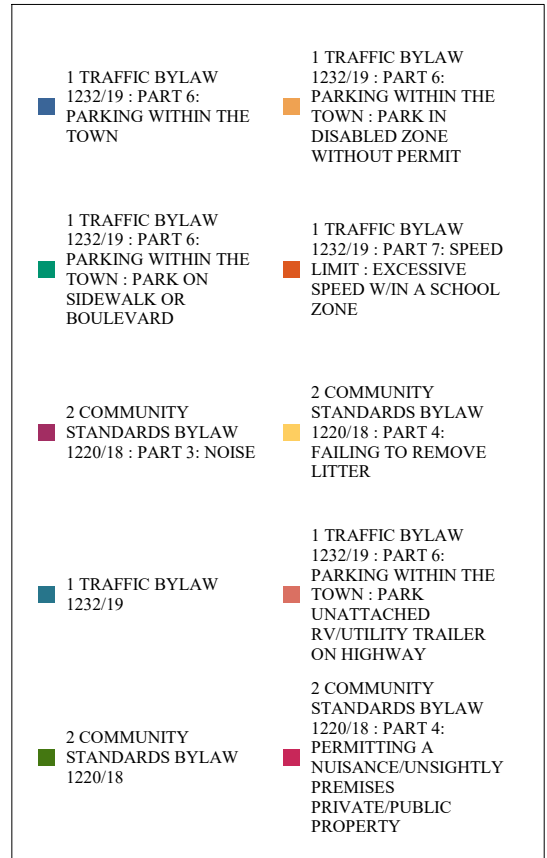 1 TRAFFIC BYLAW
1232/19 : PART 6:
PARKING WITHIN THE
TOWN
1 TRAFFIC BYLAW
1232/19 : PART 6:
PARKING WITHIN THE
TOWN : PARK IN
DISABLED ZONE
WITHOUT PERMIT
1 TRAFFIC BYLAW
1232/19 : PART 6:
PARKING WITHIN THE
TOWN : PARK ON
SIDEWALK OR
BOULEVARD
1 TRAFFIC BYLAW
1232/19 : PART 7: SPEED
LIMIT : EXCESSIVE
SPEED W/IN A SCHOOL
ZONE
2 COMMUNITY
STANDARDS BYLAW
1220/18 : PART 3: NOISE
2 COMMUNITY
STANDARDS BYLAW
1220/18 : PART 4:
FAILING TO REMOVE
LITTER
1 TRAFFIC BYLAW
1232/19
1 TRAFFIC BYLAW
1232/19 : PART 6:
PARKING WITHIN THE
TOWN : PARK
UNATTACHED
RV/UTILITY TRAILER
ON HIGHWAY
2 COMMUNITY
STANDARDS BYLAW
1220/18
2 COMMUNITY
STANDARDS BYLAW
1220/18 : PART 4:
PERMITTING A
NUISANCE/UNSIGHTLY
PREMISES
PRIVATE/PUBLIC
PROPERTY